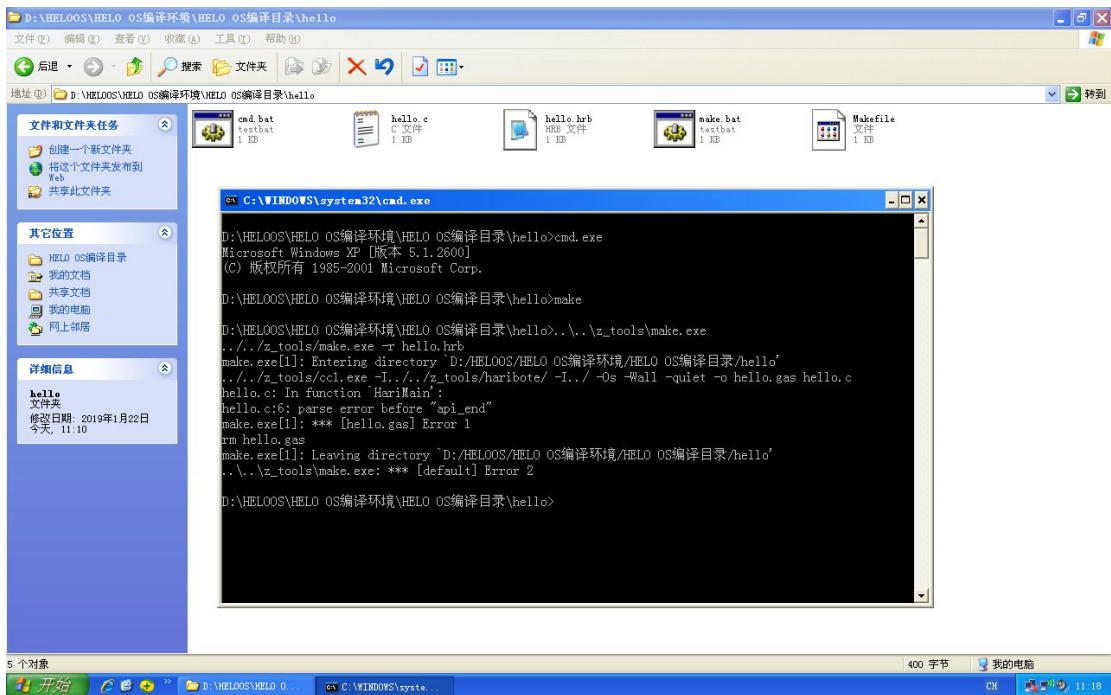 D:\HELOOS\HELO OS编译环境\HELO OS编译目录\hello
文件(F) 编辑(E) 查看(V) 收藏(A) 工具(T) 帮助(H)
后退 搜索 文件夹
地址(D) D:\HELOOS\HELO OS编译环境\HELO OS编译目录\hello 转到
文件和文件夹任务
创建一个新文件夹
将这个文件夹发布到
Web
共享此文件夹
其它位置
HELO OS编译目录
我的文档
共享文档
我的电脑
网上邻居
详细信息
hello
文件夹
修改日期: 2019年1月22日
今天, 11:10
cmd.bat
testbat
1 KB
hello.c
C 文件
1 KB
hello.hrb
HRB 文件
1 KB
make.bat
testbat
1 KB
Makefile
文件
1 KB
C:\WINDOWS\system32\cmd.exe
D:\HELOOS\HELO OS编译环境\HELO OS编译目录\hello>cmd.exe
Microsoft Windows XP [版本 5.1.2600]
(C) 版权所有 1985-2001 Microsoft Corp.
D:\HELOOS\HELO OS编译环境\HELO OS编译目录\hello>make
D:\HELOOS\HELO OS编译环境\HELO OS编译目录\hello>..\..\z_tools\make.exe
../../z_tools/make.exe -r hello.hrb
make.exe[1]: Entering directory `D:/HELOOS/HELO OS编译环境/HELO OS编译目录/hello'
../../z_tools/cc1.exe -I../../z_tools/haribote/ -I../ -Os -Wall -quiet -o hello.gas hello.c
hello.c: In function `HariMain':
hello.c:6: parse error before "api_end"
make.exe[1]: *** [hello.gas] Error 1
rm hello.gas
make.exe[1]: Leaving directory `D:/HELOOS/HELO OS编译环境/HELO OS编译目录/hello'
..\..\z_tools\make.exe: *** [default] Error 2
D:\HELOOS\HELO OS编译环境\HELO OS编译目录\hello>
5 个对象 400 字节 我的电脑
开始 D:\HELOOS\HELO O... C:\WINDOWS\syste... CH 11:18